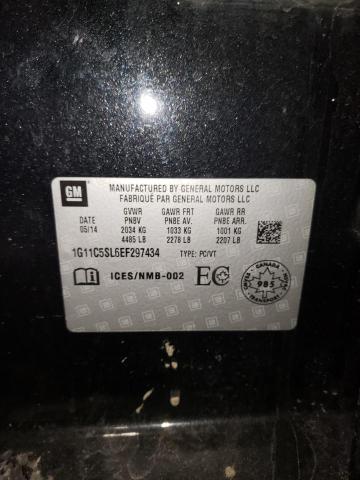 GM
MANUFACTURED BY GENERAL MOTORS LLC
FABRIQUÉ PAR GENERAL MOTORS LLC
GVWR GAWR FRT GAWR RR
DATE PNBV PNBE AV. PNBE ARR.
05/14 2034 KG 1033 KG 1001 KG
4485 LB 2278 LB 2207 LB
1G11C5SL6EF297434 TYPE: PC/VT
ICES/NMB-002 EC
CANADA
985
TRANSPORT